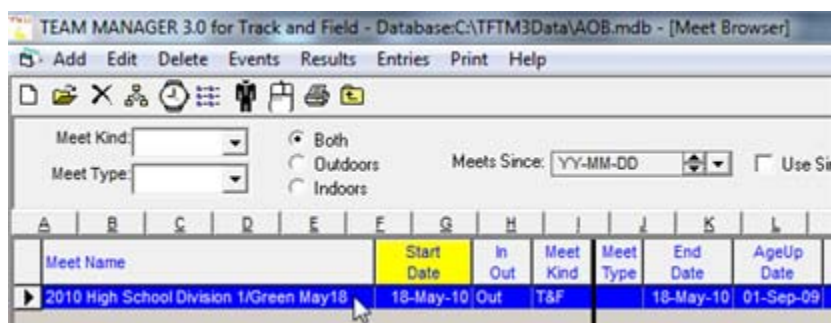 TEAM MANAGER 3.0 for Track and Field - Database:C:\TFTM3Data\AOB.mdb - [Meet Browser]
Add Edit Delete Events Results Entries Print Help
Meet Kind:
Both
Outdoors
Meets Since: YY-MM-DD
Use Si
Meet Type:
Indoors
A B C D E F G H I J K L
Meet Name Start Date In Out Meet Kind Meet Type End Date AgeUp Date
2010 High School Division 1/Green May18 18-May-10 Out T&F 18-May-10 01-Sep-09